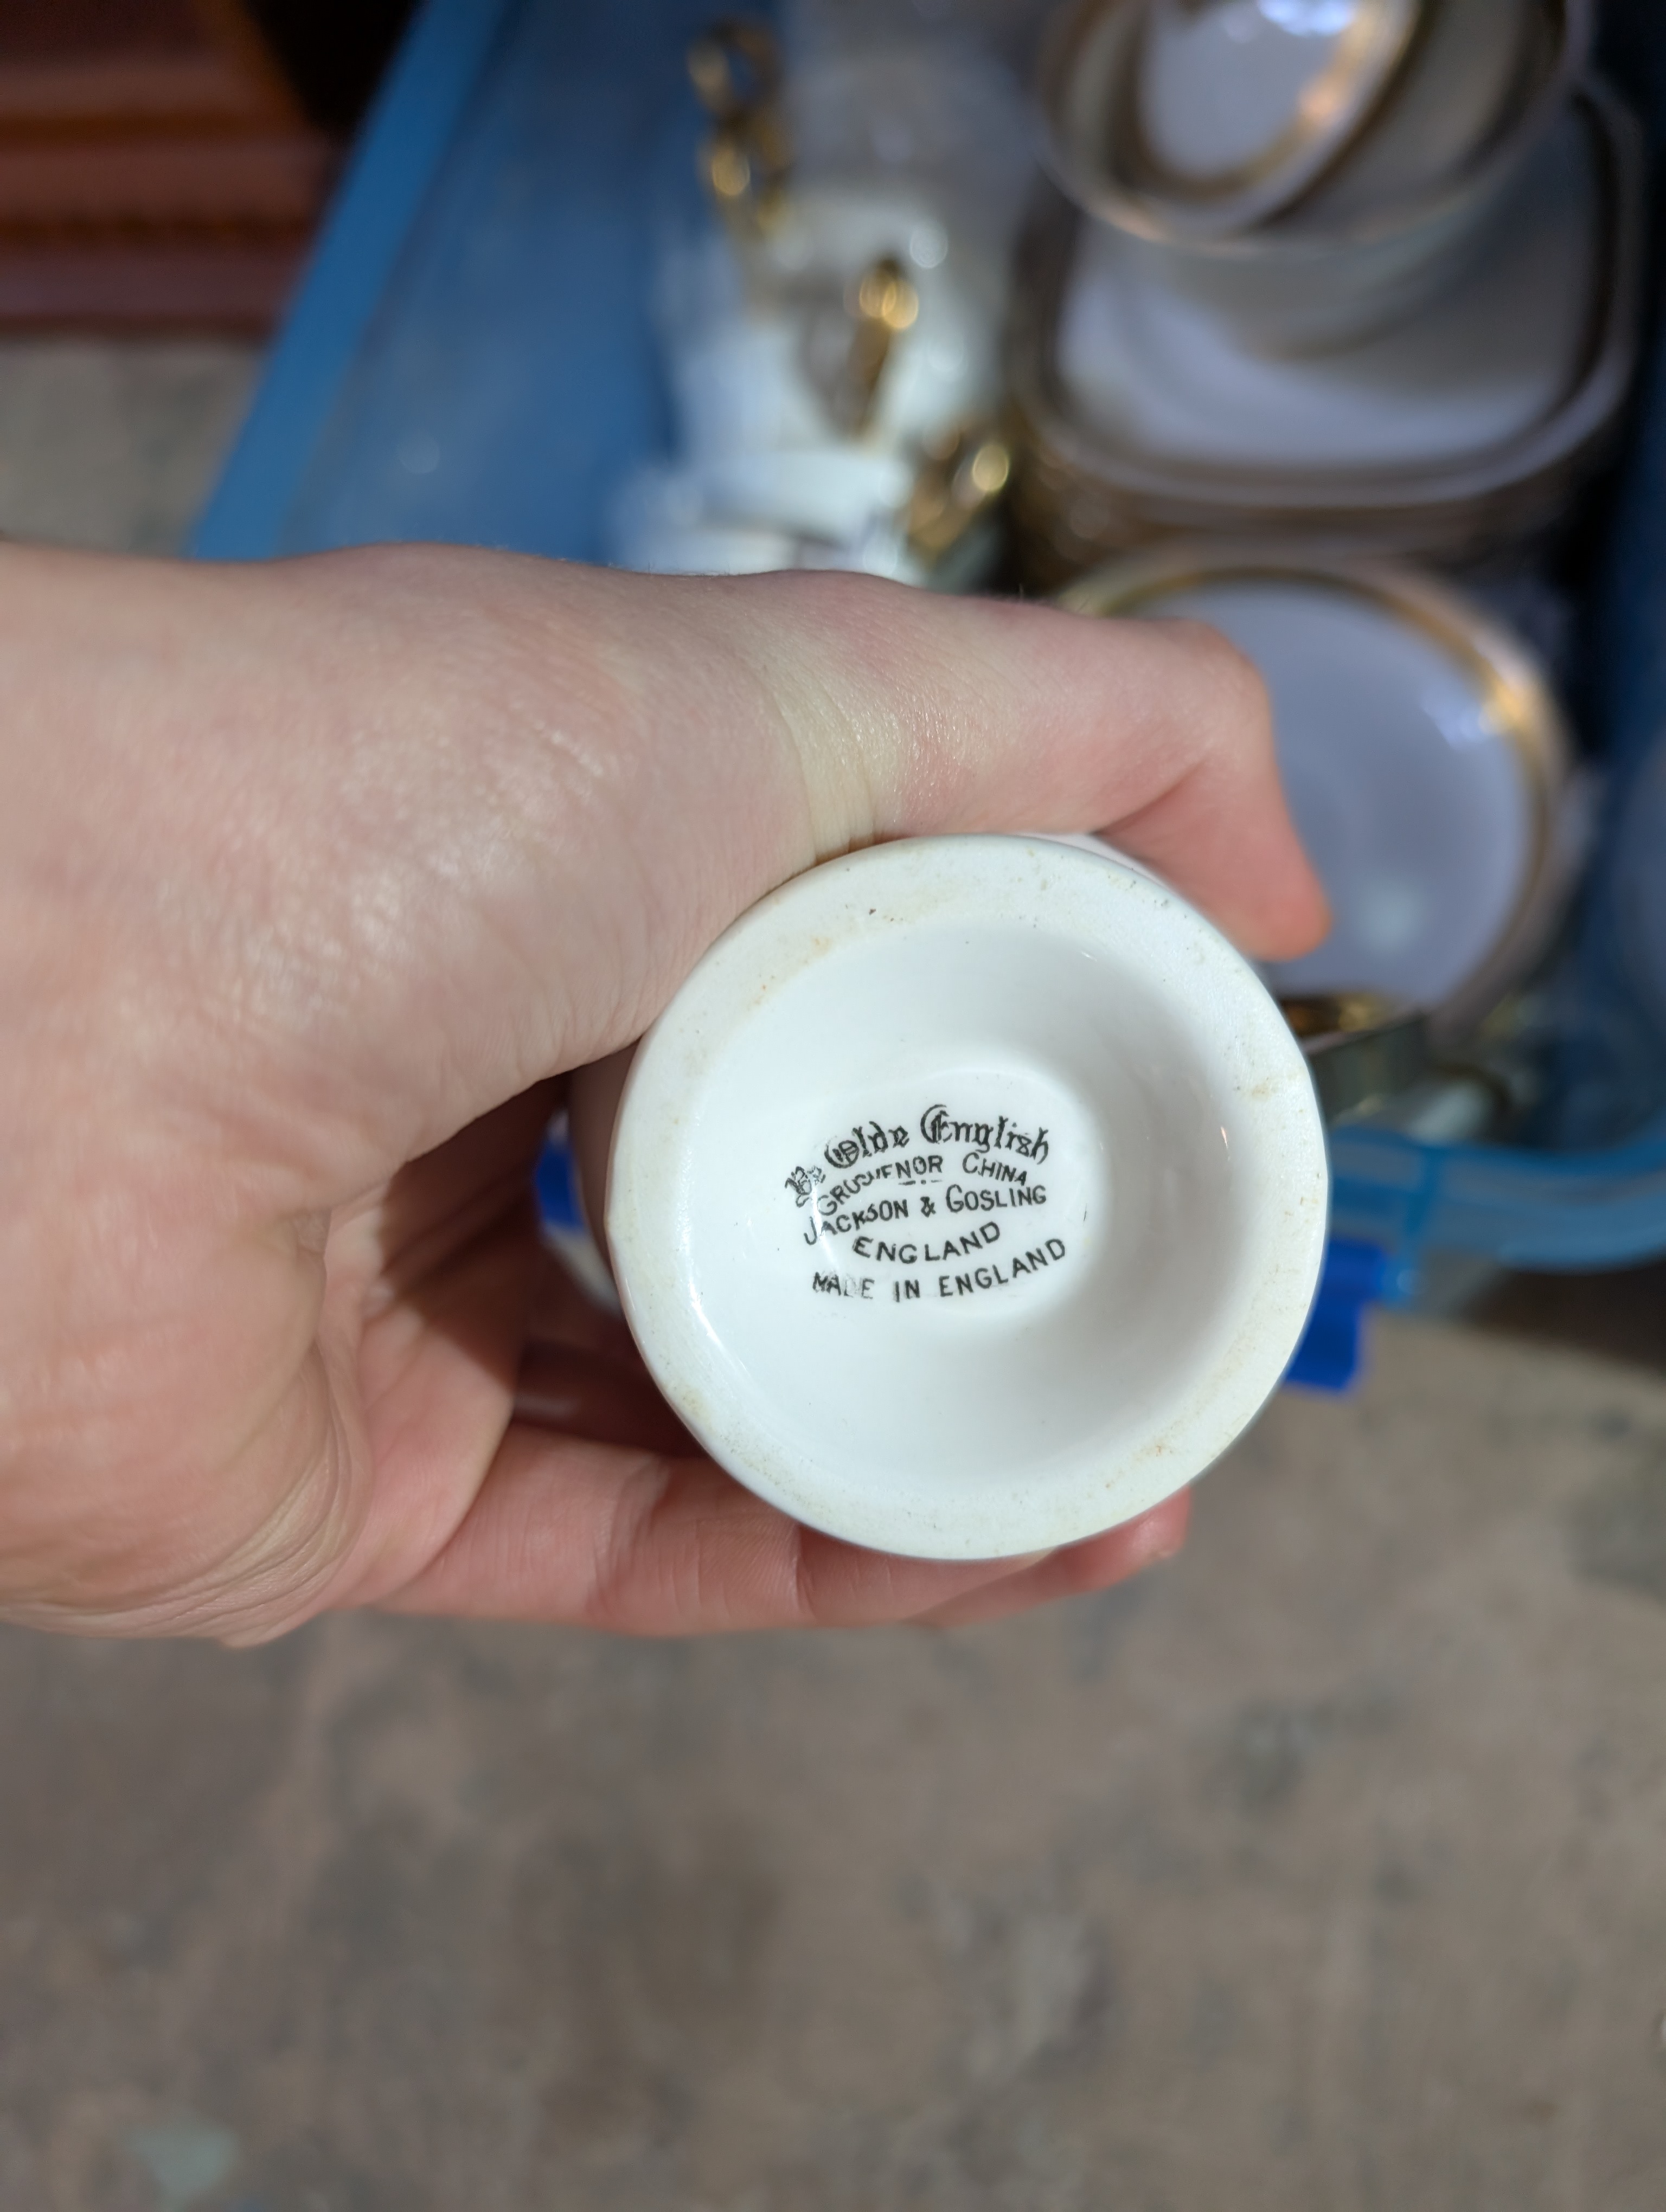 Ye Olde English
GROSVENOR CHINA
JACKSON & GOSLING
ENGLAND
MADE IN ENGLAND